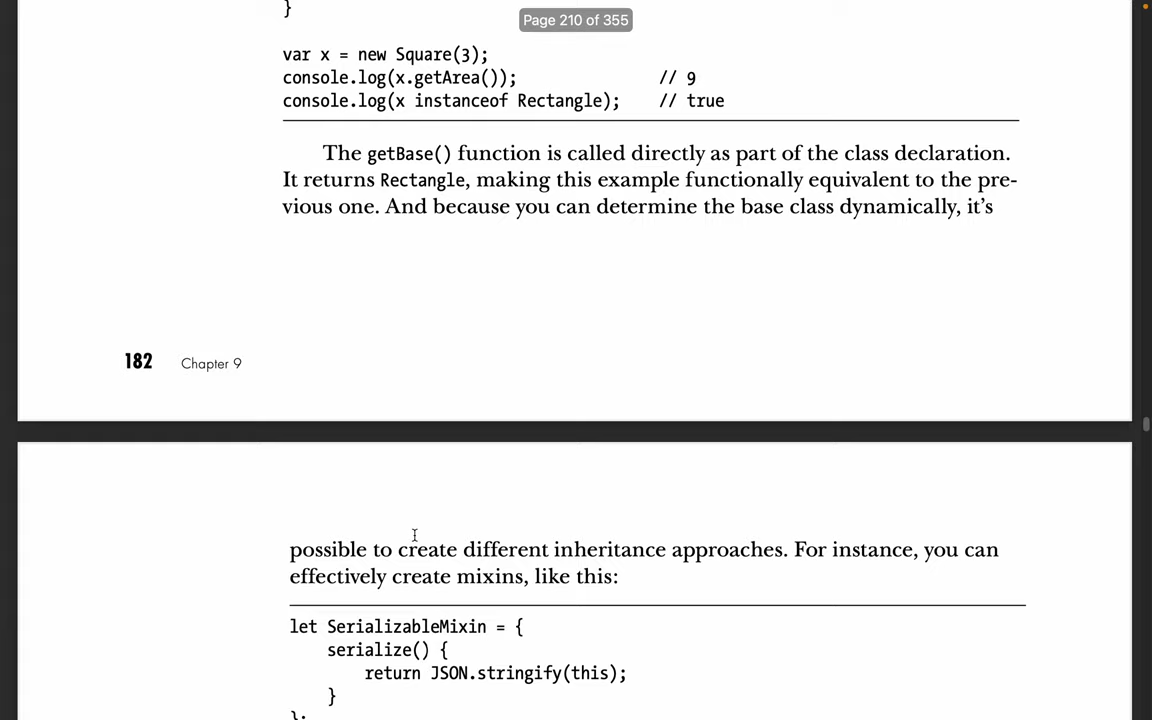 }
Page 210 of 355
var x = new Square(3);
console.log(x.getArea());               // 9
console.log(x instanceof Rectangle);    // true
The getBase() function is called directly as part of the class declaration.
It returns Rectangle, making this example functionally equivalent to the pre-
vious one. And because you can determine the base class dynamically, it’s
182 Chapter 9
possible to create different inheritance approaches. For instance, you can
effectively create mixins, like this:
let SerializableMixin = {
    serialize() {
        return JSON.stringify(this);
    }
};